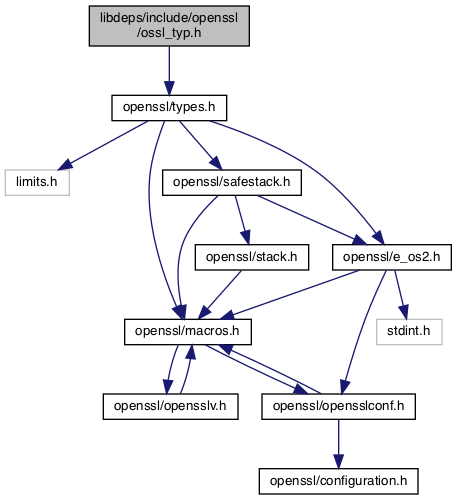 libdeps/include/openssl
/ossl_typ.h
openssl/types.h
limits.h
openssl/safestack.h
openssl/stack.h
openssl/e_os2.h
openssl/macros.h
stdint.h
openssl/opensslv.h
openssl/opensslconf.h
openssl/configuration.h